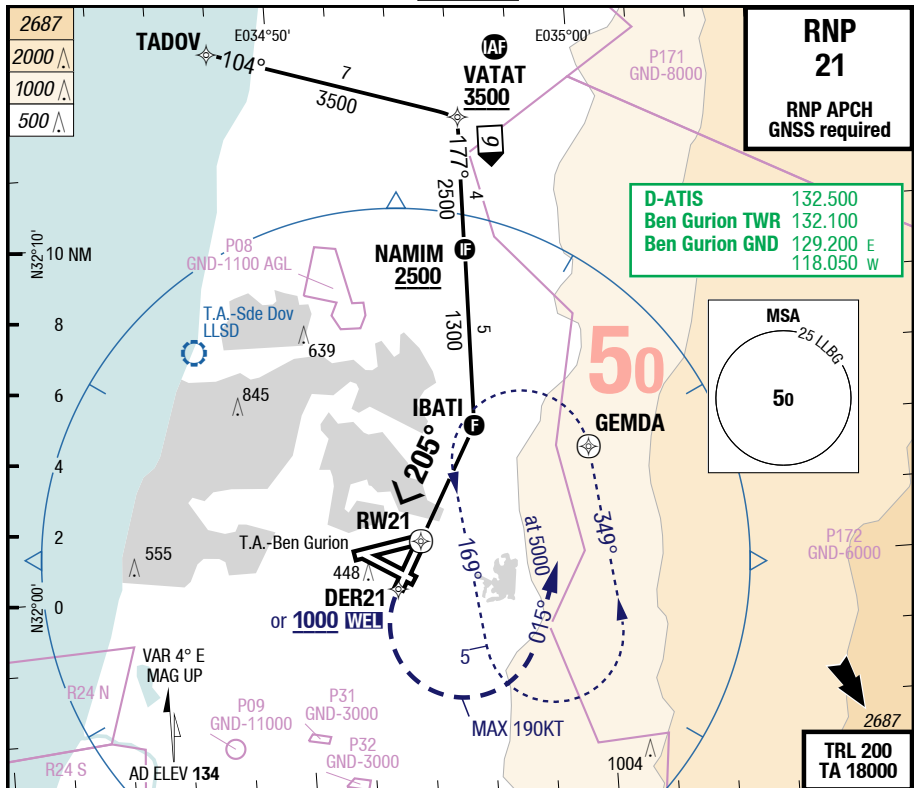 2687
2000
1000
500
TADOV
104°
7
3500
E034°50'
IAF
VATAT
3500
E035°00'
P171
GND-8000
RNP
21
RNP APCH
GNSS required
9
177°
2500
4
D-ATIS 132.500
Ben Gurion TWR 132.100
Ben Gurion GND 129.200 E
118.050 W
N32°10'
10 NM
8
6
4
2
0
N32°00'
P08
GND-1100 AGL
NAMIM
IF
2500
T.A.-Sde Dov
LLSD
639
845
5
1300
50
MSA
25 LLBG
50
IBATI
F
GEMDA
< 205°
RW21
T.A.-Ben Gurion
555
448
DER21
or 1000 WEL
169°
at 5000
015°
349°
5
MAX 190KT
P172
GND-6000
VAR 4° E
MAG UP
R24 N
R24 S
P09
GND-11000
P31
GND-3000
P32
GND-3000
AD ELEV 134
1004
2687
TRL 200
TA 18000